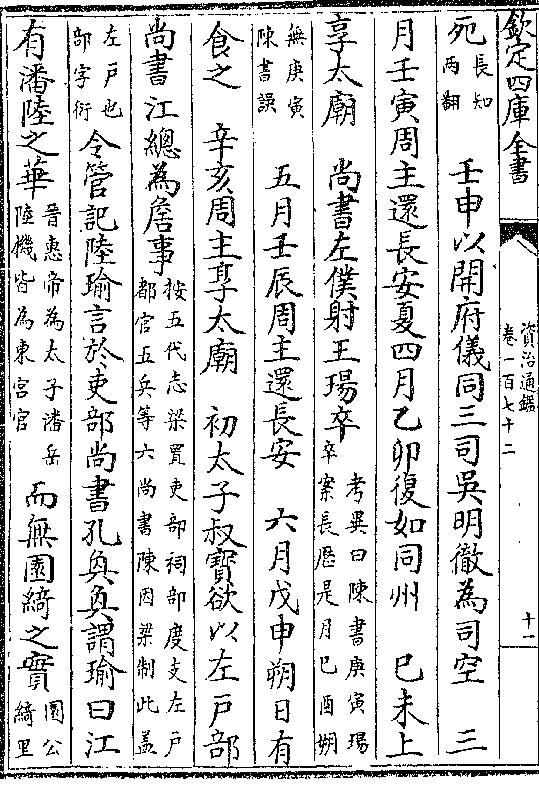 欽定四庫全書
資治通鑑
卷一百七十二
十一
宛長知兩翻　壬申以開府儀同三司吳明徹為司空　三
月壬寅周主還長安夏四月乙卯復如同州　己未上
享太廟　尚書左僕射王瑒卒考異曰陳書庚寅瑒卒案長厯是月己酉朔
無庚寅陳書誤　五月壬辰周主還長安　六月戊申朔日有
食之　辛亥周主享太廟　初太子叔寶欲以左戶部
尚書江總為詹事按五代志梁置吏部祠部度支左戶都官五兵等六尚書陳因梁制此蓋
左戶也部字衍令管記陸瑜言於吏部尚書孔奐奐謂瑜曰江
有潘陸之華晉惠帝為太子潘岳陸機皆為東宮官而無園綺之實園公綺里